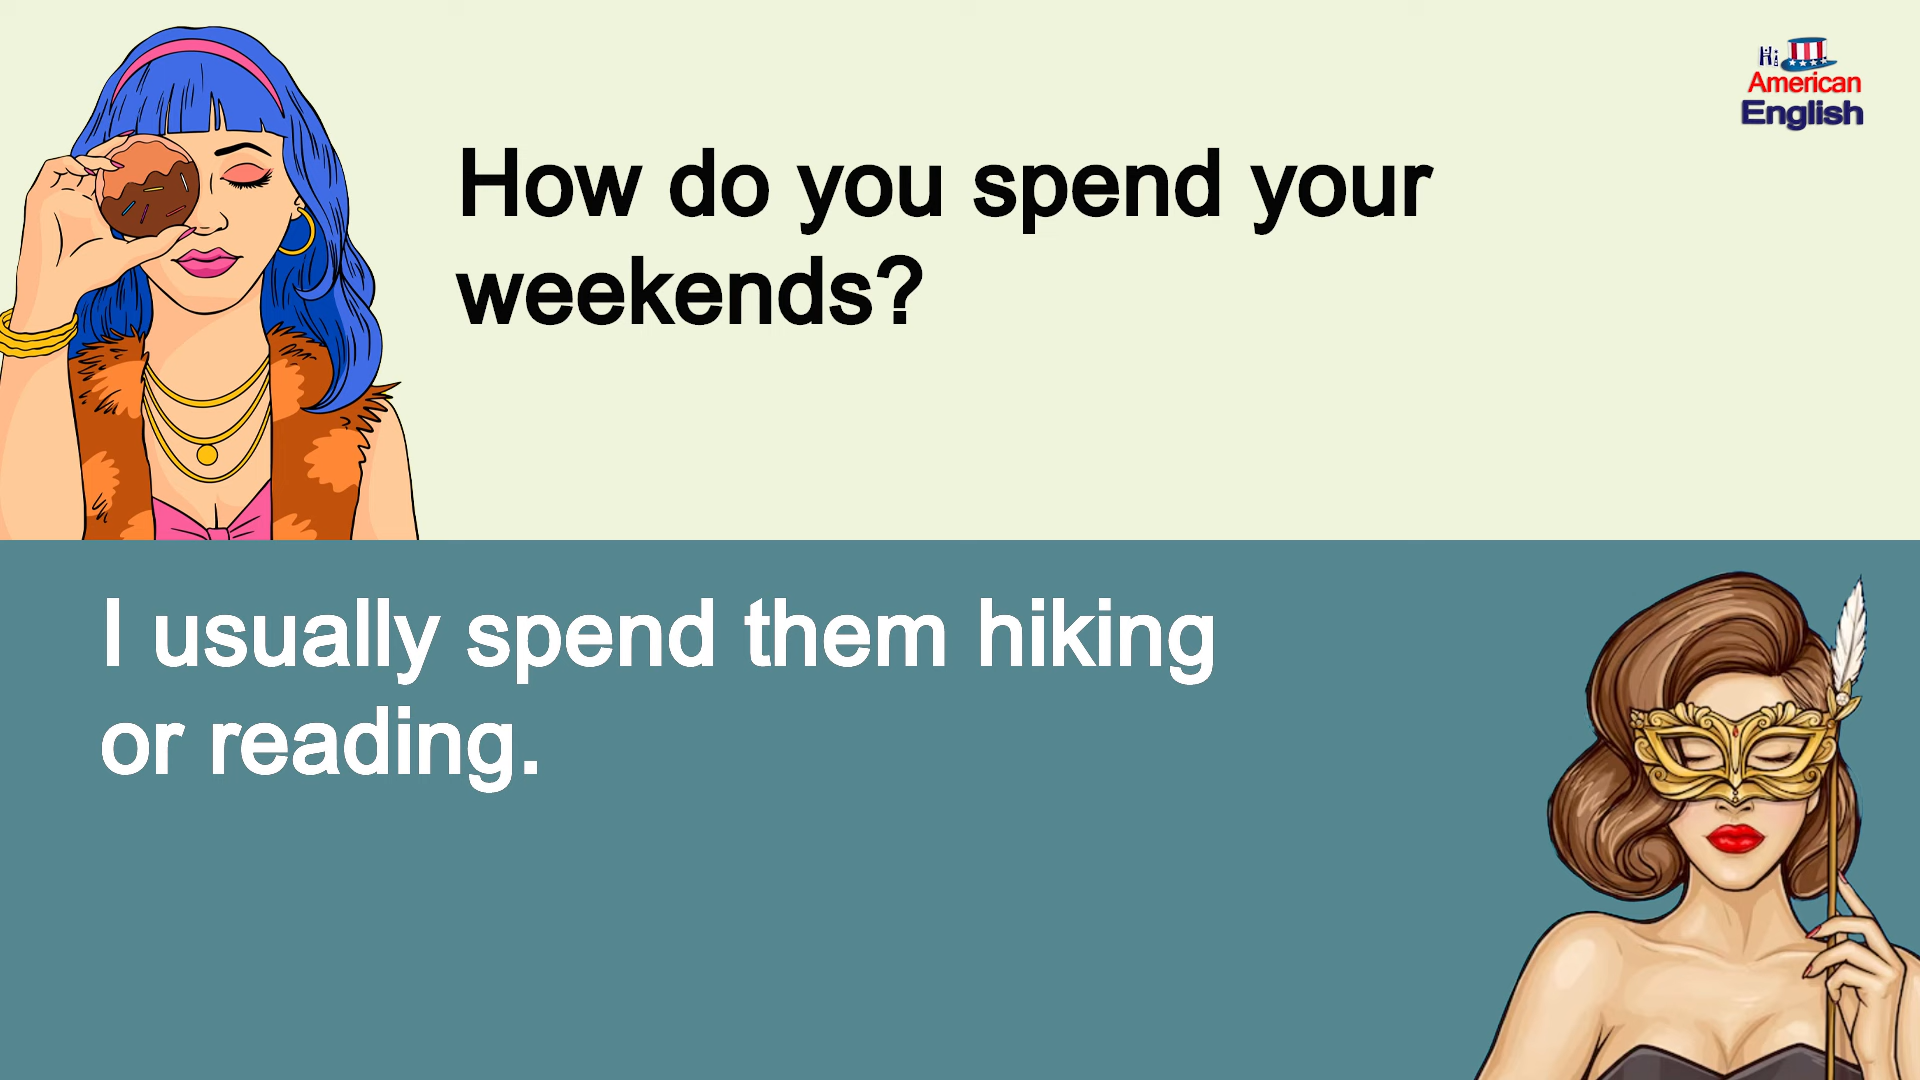 Hi
American
English
How do you spend your
weekends?
I usually spend them hiking
or reading.